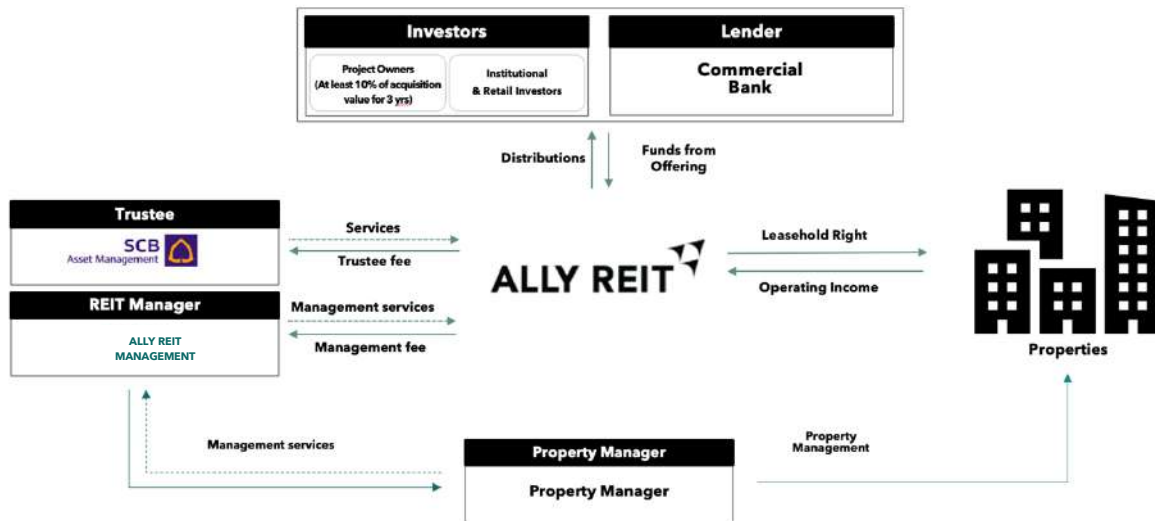 Investors
Lender
Project Owners
(At least 10% of acquisition
value for 3 yrs)
Institutional
& Retail Investors
Commercial
Bank
Distributions
Funds from
Offering
Trustee
SCB
Asset Management
Services
Trustee fee
ALLY REIT
Leasehold Right
Operating Income
REIT Manager
ALLY REIT
MANAGEMENT
Management services
Management fee
Properties
Management services
Property
Management
Property Manager
Property Manager